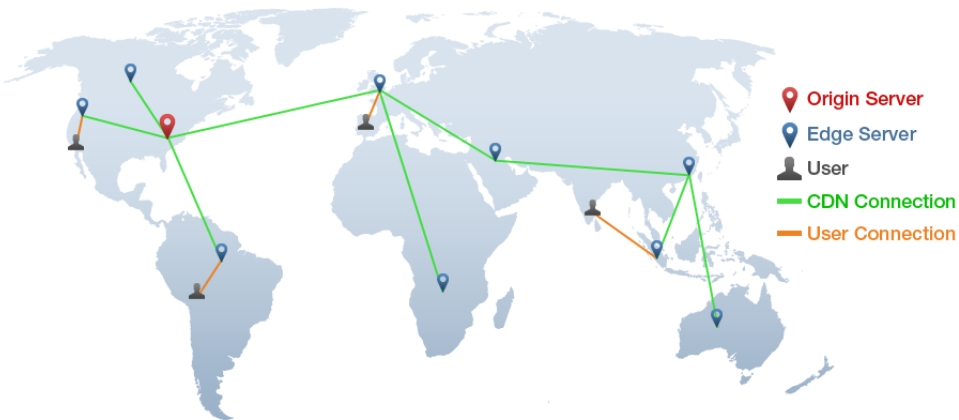 Origin Server
Edge Server
User
CDN Connection
User Connection